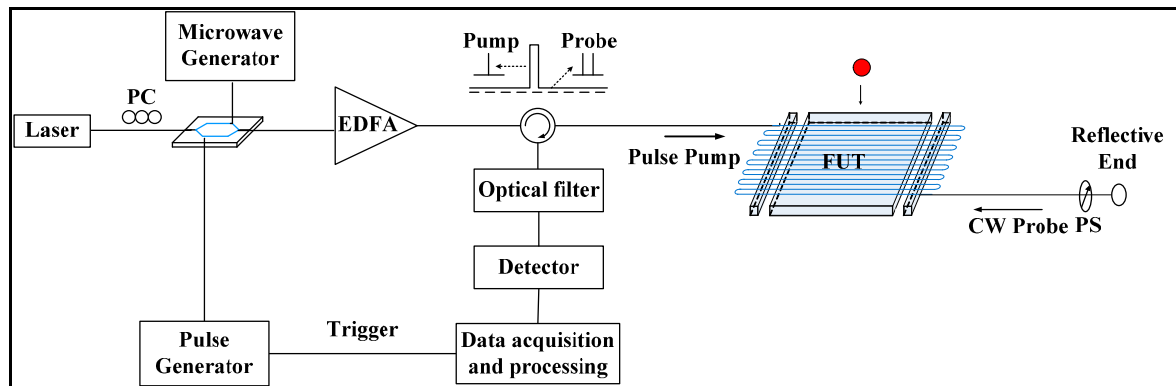 Microwave
Generator
Pump
Probe
PC
Laser
EDFA
Pulse Pump
FUT
Reflective
End
Optical filter
CW Probe
PS
Detector
Trigger
Pulse
Generator
Data acquisition
and processing